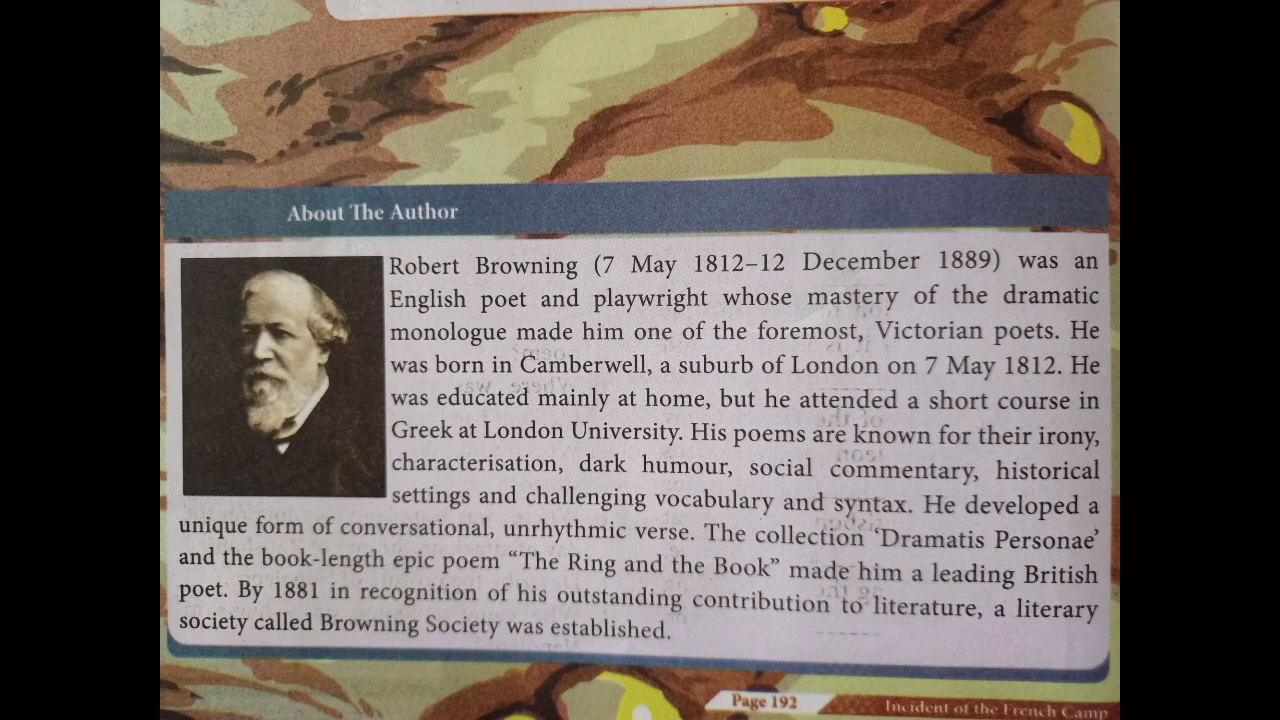 About The Author
Robert Browning (7 May 1812–12 December 1889) was an
English poet and playwright whose mastery of the dramatic
monologue made him one of the foremost, Victorian poets. He
was born in Camberwell, a suburb of London on 7 May 1812. He
was educated mainly at home, but he attended a short course in
Greek at London University. His poems are known for their irony,
characterisation, dark humour, social commentary, historical
settings and challenging vocabulary and syntax. He developed a
unique form of conversational, unrhythmic verse. The collection ‘Dramatis Personae’
and the book-length epic poem “The Ring and the Book” made him a leading British
poet. By 1881 in recognition of his outstanding contribution to literature, a literary
society called Browning Society was established.
Page 192
Incident of the French Camp